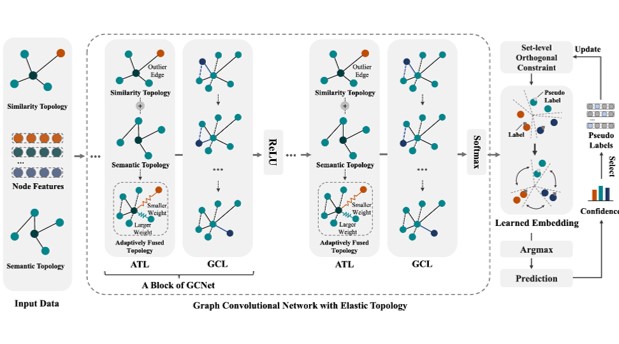 Similarity Topology
...
Node Features
Semantic Topology
Input Data
...
Outlier
Edge
Similarity Topology
+
Semantic Topology
Smaller
Weight
Larger
Weight
Adaptively Fused
Topology
ATL
...
GCL
A Block of GCNet
ReLU
...
Outlier
Edge
Similarity Topology
+
Semantic Topology
Smaller
Weight
Larger
Weight
Adaptively Fused
Topology
ATL
...
GCL
Softmax
Graph Convolutional Network with Elastic Topology
Set-level
Orthogonal
Constraint
Update
Pseudo
Label
Label
Learned Embedding
Argmax
Prediction
Pseudo
Labels
Select
Confidence